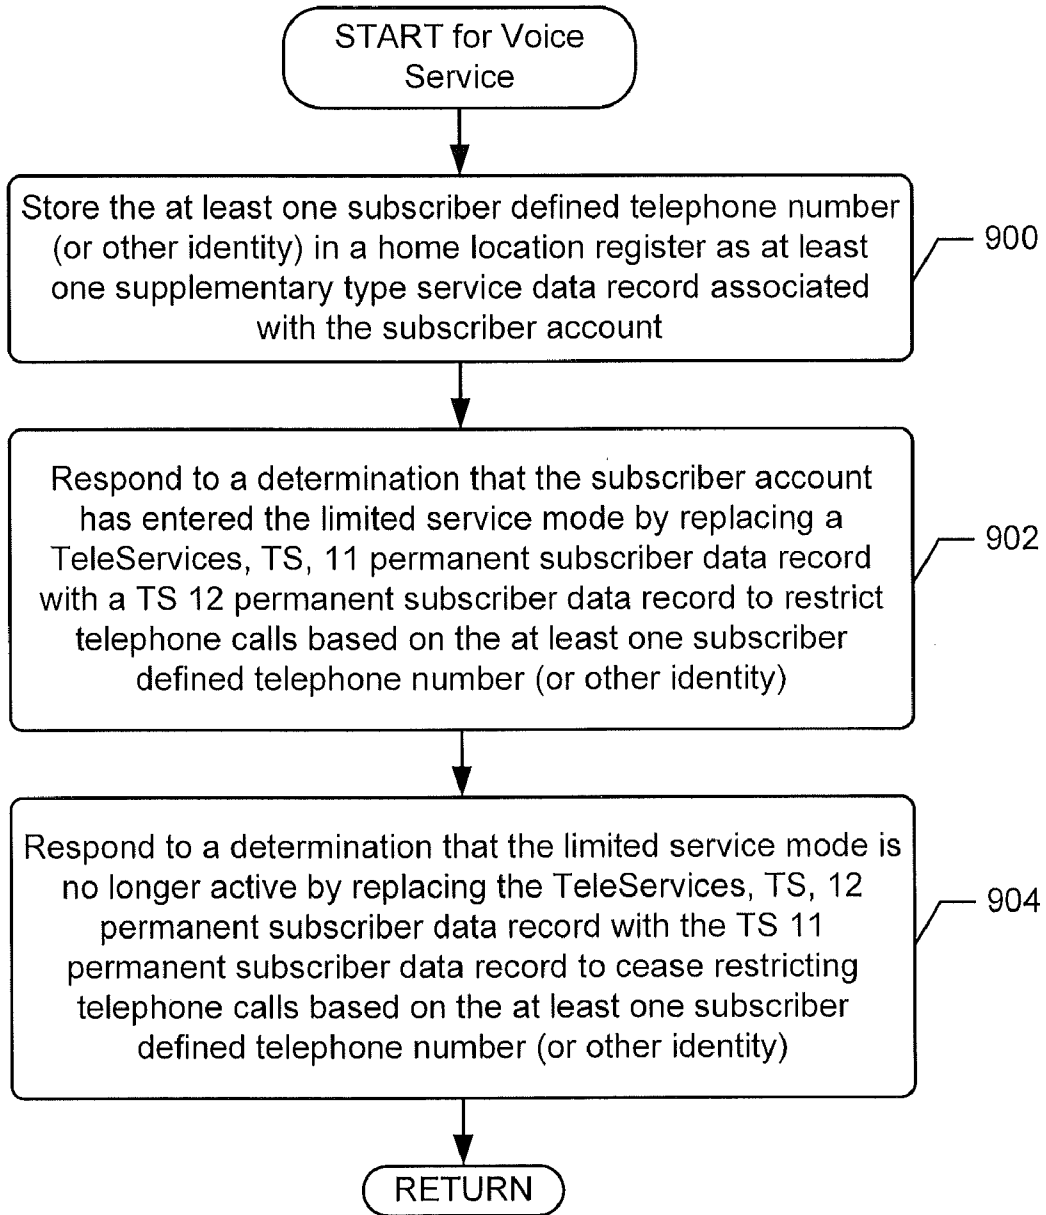 START for Voice
Service
Store the at least one subscriber defined telephone number
(or other identity) in a home location register as at least
one supplementary type service data record associated
with the subscriber account
900
Respond to a determination that the subscriber account
has entered the limited service mode by replacing a
TeleServices, TS, 11 permanent subscriber data record
with a TS 12 permanent subscriber data record to restrict
telephone calls based on the at least one subscriber
defined telephone number (or other identity)
902
Respond to a determination that the limited service mode is
no longer active by replacing the TeleServices, TS, 12
permanent subscriber data record with the TS 11
permanent subscriber data record to cease restricting
telephone calls based on the at least one subscriber
defined telephone number (or other identity)
904
RETURN